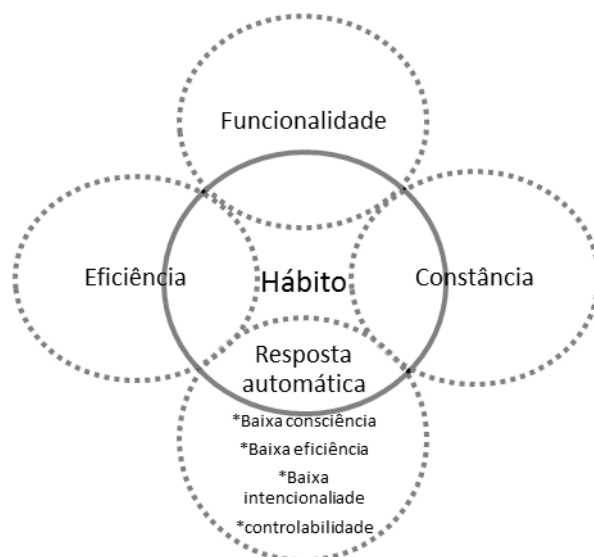 Funcionalidade
Eficiência
Hábito
Constância
Resposta
automática
*Baixa consciência
*Baixa eficiência
*Baixa
intencionaliade
*controlabilidade